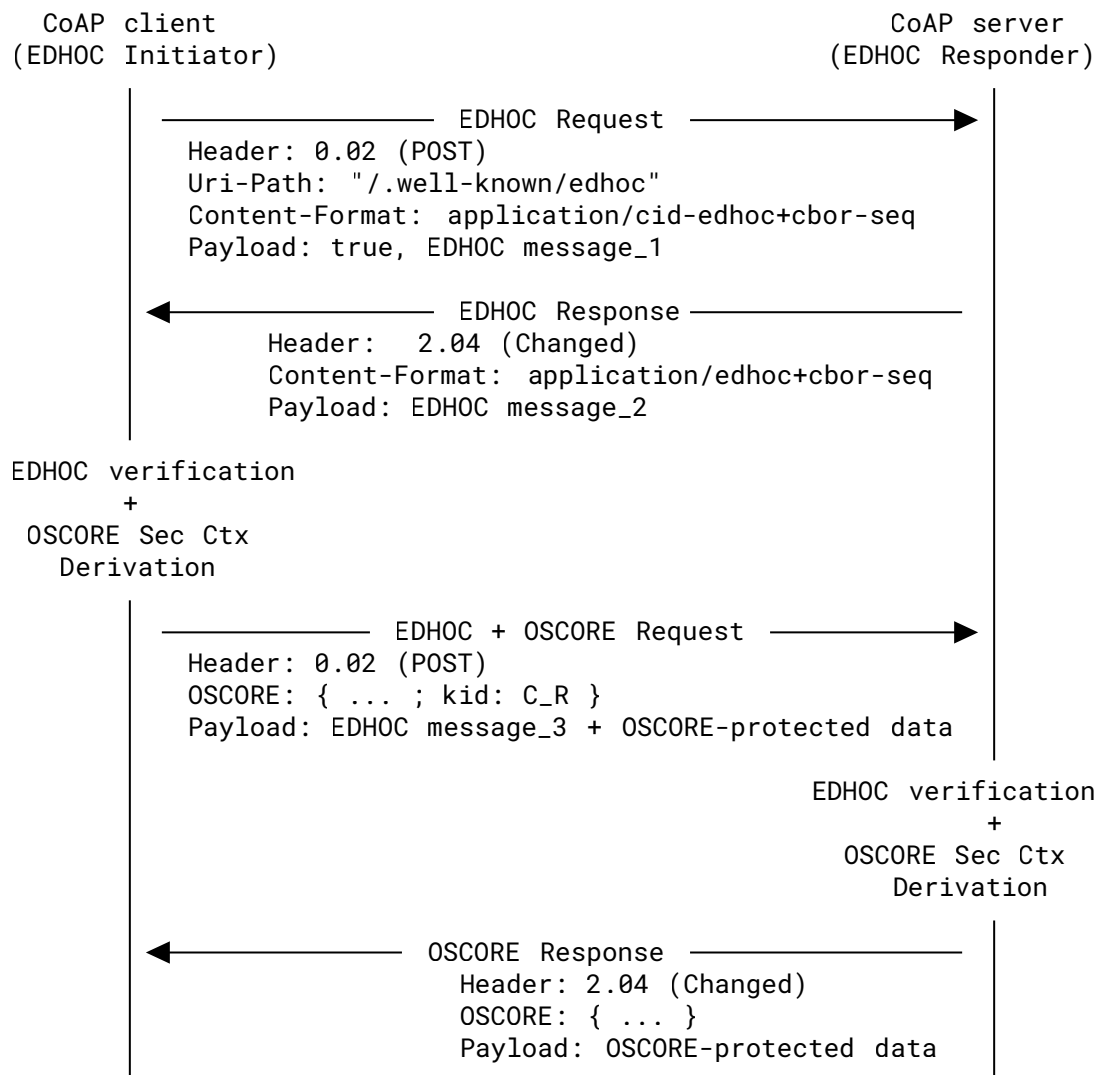 CoAP client
CoAP server
(EDHOC Initiator)
(EDHOC Responder)
EDHOC Request
Header: 0.02 (POST)
Uri-Path: "/.well-known/edhoc"
Content-Format: application/cid-edhoc+cbor-seq
Payload: true, EDHOC message_1
EDHOC Response
Header: 2.04 (Changed)
Content-Format: application/edhoc+cbor-seq
Payload: EDHOC message_2
EDHOC verification
+
OSCORE Sec Ctx
Derivation
EDHOC + OSCORE Request
Header: 0.02 (POST)
OSCORE: { ... ; kid: C_R }
Payload: EDHOC message_3 + OSCORE-protected data
EDHOC verification
+
OSCORE Sec Ctx
Derivation
OSCORE Response
Header: 2.04 (Changed)
OSCORE: { ... }
Payload: OSCORE-protected data